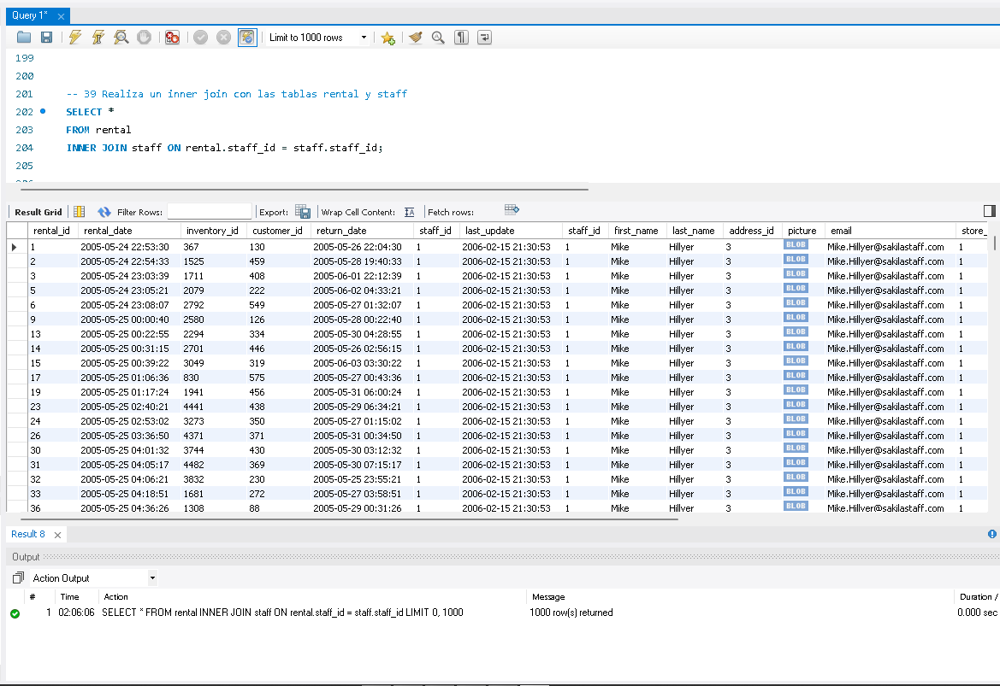 Query 1*
Limit to 1000 rows
199
200
201 -- 39 Realiza un inner join con las tablas rental y staff
202 SELECT *
203 FROM rental
204 INNER JOIN staff ON rental.staff_id = staff.staff_id;
205
Result Grid Filter Rows: Export: Wrap Cell Content: Fetch rows:
rental_id rental_date inventory_id customer_id return_date staff_id last_update staff_id first_name last_name address_id picture email store_
1 2005-05-24 22:53:30 367 130 2005-05-26 22:04:30 1 2006-02-15 21:30:53 1 Mike Hillyer 3 BLOB Mike.Hillyer@sakilastaff.com 1
2 2005-05-24 22:54:33 1525 459 2005-05-28 19:40:33 1 2006-02-15 21:30:53 1 Mike Hillyer 3 BLOB Mike.Hillyer@sakilastaff.com 1
3 2005-05-24 23:03:39 1711 408 2005-06-01 22:12:39 1 2006-02-15 21:30:53 1 Mike Hillyer 3 BLOB Mike.Hillyer@sakilastaff.com 1
5 2005-05-24 23:05:21 2079 222 2005-06-02 04:33:21 1 2006-02-15 21:30:53 1 Mike Hillyer 3 BLOB Mike.Hillyer@sakilastaff.com 1
6 2005-05-24 23:08:07 2792 549 2005-05-27 01:32:07 1 2006-02-15 21:30:53 1 Mike Hillyer 3 BLOB Mike.Hillyer@sakilastaff.com 1
9 2005-05-25 00:00:40 2580 126 2005-05-28 00:22:40 1 2006-02-15 21:30:53 1 Mike Hillyer 3 BLOB Mike.Hillyer@sakilastaff.com 1
13 2005-05-25 00:22:55 2294 334 2005-05-30 04:28:55 1 2006-02-15 21:30:53 1 Mike Hillyer 3 BLOB Mike.Hillyer@sakilastaff.com 1
14 2005-05-25 00:31:15 2701 446 2005-05-26 02:56:15 1 2006-02-15 21:30:53 1 Mike Hillyer 3 BLOB Mike.Hillyer@sakilastaff.com 1
15 2005-05-25 00:39:22 3049 319 2005-06-03 03:30:22 1 2006-02-15 21:30:53 1 Mike Hillyer 3 BLOB Mike.Hillyer@sakilastaff.com 1
17 2005-05-25 01:06:36 830 575 2005-05-27 00:43:36 1 2006-02-15 21:30:53 1 Mike Hillyer 3 BLOB Mike.Hillyer@sakilastaff.com 1
19 2005-05-25 01:17:24 1941 456 2005-05-31 06:00:24 1 2006-02-15 21:30:53 1 Mike Hillyer 3 BLOB Mike.Hillyer@sakilastaff.com 1
23 2005-05-25 02:40:21 4441 438 2005-05-29 06:34:21 1 2006-02-15 21:30:53 1 Mike Hillyer 3 BLOB Mike.Hillyer@sakilastaff.com 1
24 2005-05-25 02:53:02 3273 350 2005-05-27 01:15:02 1 2006-02-15 21:30:53 1 Mike Hillyer 3 BLOB Mike.Hillyer@sakilastaff.com 1
26 2005-05-25 03:36:50 4371 371 2005-05-31 00:34:50 1 2006-02-15 21:30:53 1 Mike Hillyer 3 BLOB Mike.Hillyer@sakilastaff.com 1
30 2005-05-25 04:01:32 3744 430 2005-05-30 03:12:32 1 2006-02-15 21:30:53 1 Mike Hillyer 3 BLOB Mike.Hillyer@sakilastaff.com 1
31 2005-05-25 04:05:17 4482 369 2005-05-30 07:15:17 1 2006-02-15 21:30:53 1 Mike Hillyer 3 BLOB Mike.Hillyer@sakilastaff.com 1
32 2005-05-25 04:06:21 3832 230 2005-05-25 23:55:21 1 2006-02-15 21:30:53 1 Mike Hillyer 3 BLOB Mike.Hillyer@sakilastaff.com 1
33 2005-05-25 04:18:51 1681 272 2005-05-27 03:58:51 1 2006-02-15 21:30:53 1 Mike Hillyer 3 BLOB Mike.Hillyer@sakilastaff.com 1
36 2005-05-25 04:36:26 1308 88 2005-05-29 00:31:26 1 2006-02-15 21:30:53 1 Mike Hillyer 3 BLOB Mike.Hillyer@sakilastaff.com 1
Result 8
Output
Action Output
# Time Action Message Duration /
1 02:06:06 SELECT * FROM rental INNER JOIN staff ON rental.staff_id = staff.staff_id LIMIT 0, 1000 1000 row(s) returned 0.000 sec